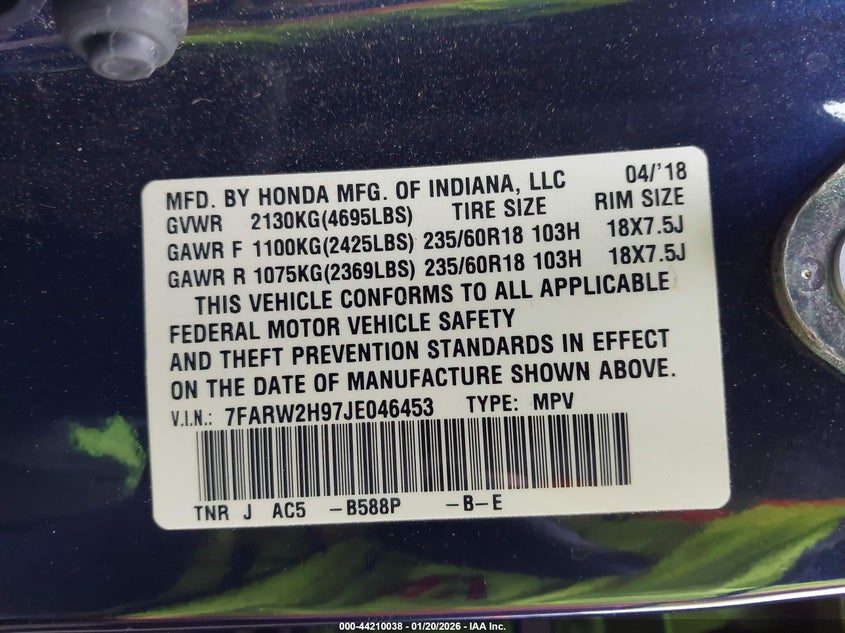 MFD. BY HONDA MFG. OF INDIANA, LLC 04/'18
GVWR 2130KG(4695LBS) TIRE SIZE RIM SIZE
GAWR F 1100KG(2425LBS) 235/60R18 103H 18X7.5J
GAWR R 1075KG(2369LBS) 235/60R18 103H 18X7.5J
THIS VEHICLE CONFORMS TO ALL APPLICABLE
FEDERAL MOTOR VEHICLE SAFETY
AND THEFT PREVENTION STANDARDS IN EFFECT
ON THE DATE OF MANUFACTURE SHOWN ABOVE.
V.I.N.: 7FARW2H97JE046453 TYPE: MPV
TNR J AC5 -B588P -B-E
000-44210038 - 01/20/2026 - IAA Inc.